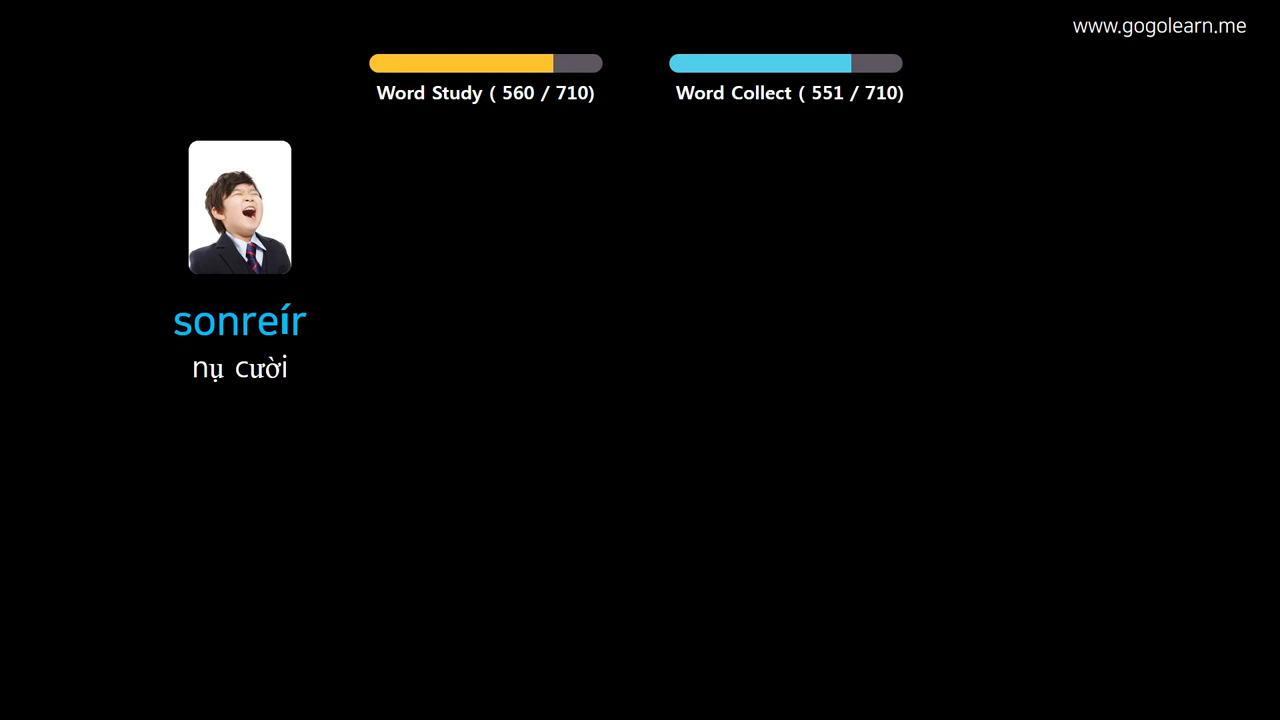 www.gogolearn.me
Word Study ( 560 / 710)
Word Collect ( 551 / 710)
sonreír
nụ cười